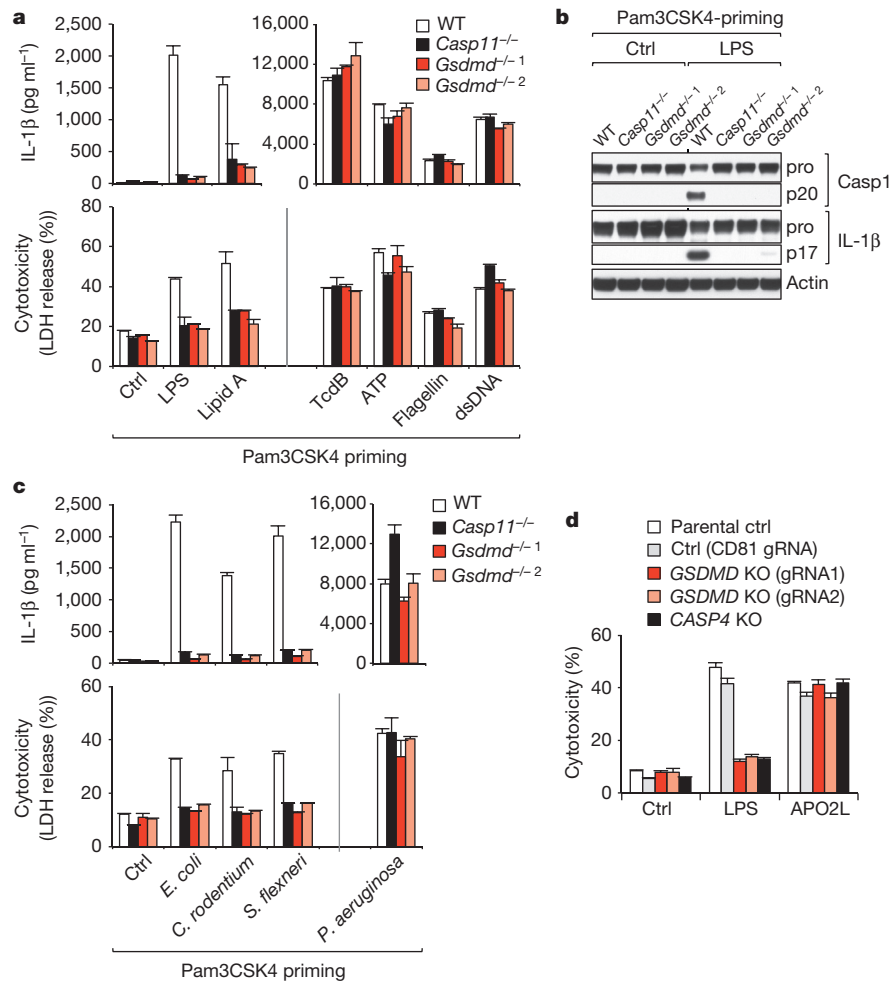 a
IL-1β (pg ml⁻¹)
2,500
2,000
1,500
1,000
500
0
16,000
12,000
8,000
4,000
0
WT
Casp11⁻/⁻
Gsdmd⁻/⁻ ¹
Gsdmd⁻/⁻ ²
Cytotoxicity
(LDH release (%))
80
60
40
20
0
Ctrl
LPS
Lipid A
TcdB
ATP
Flagellin
dsDNA
Pam3CSK4 priming
b
Pam3CSK4-priming
Ctrl LPS
WT Casp11⁻/⁻ Gsdmd⁻/⁻ ¹ Gsdmd⁻/⁻ ² WT Casp11⁻/⁻ Gsdmd⁻/⁻ ¹ Gsdmd⁻/⁻ ²
pro
p20
Casp1
pro
p17
IL-1β
Actin
c
IL-1β (pg ml⁻¹)
2,500
2,000
1,500
1,000
500
0
WT
Casp11⁻/⁻
Gsdmd⁻/⁻ ¹
Gsdmd⁻/⁻ ²
16,000
12,000
8,000
4,000
0
Cytotoxicity
(LDH release (%))
60
40
20
0
Ctrl
E. coli
C. rodentium
S. flexneri
P. aeruginosa
Pam3CSK4 priming
d
Parental ctrl
Ctrl (CD81 gRNA)
GSDMD KO (gRNA1)
GSDMD KO (gRNA2)
CASP4 KO
Cytotoxicity (%)
60
40
20
0
Ctrl LPS APO2L